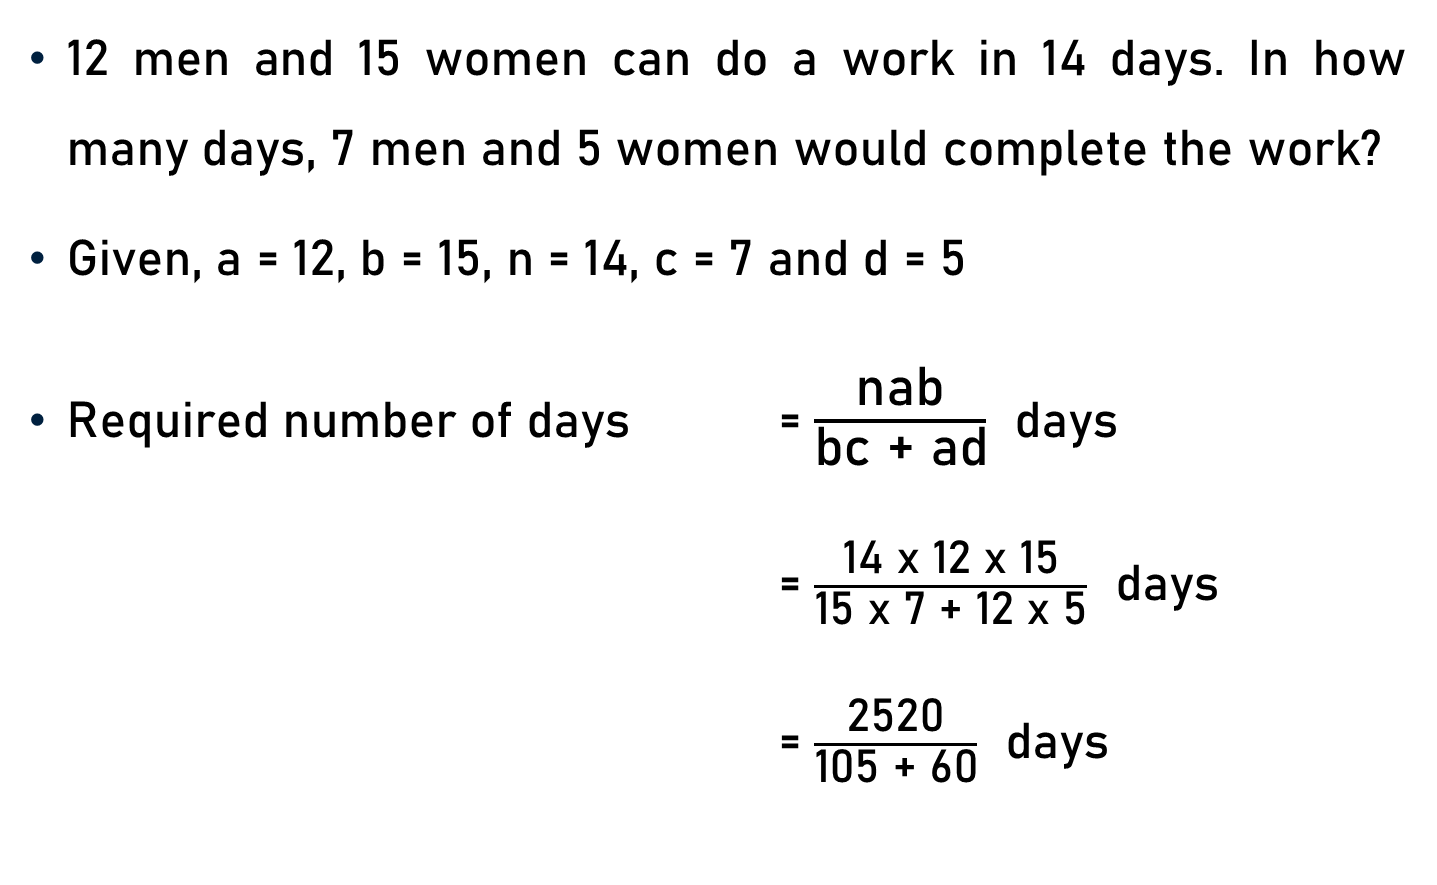 • 12 men and 15 women can do a work in 14 days. In how
many days, 7 men and 5 women would complete the work?
• Given, a = 12, b = 15, n = 14, c = 7 and d = 5
nab
• Required number of days = days
bc + ad
14 x 12 x 15
= days
15 x 7 + 12 x 5
2520
= days
105 + 60